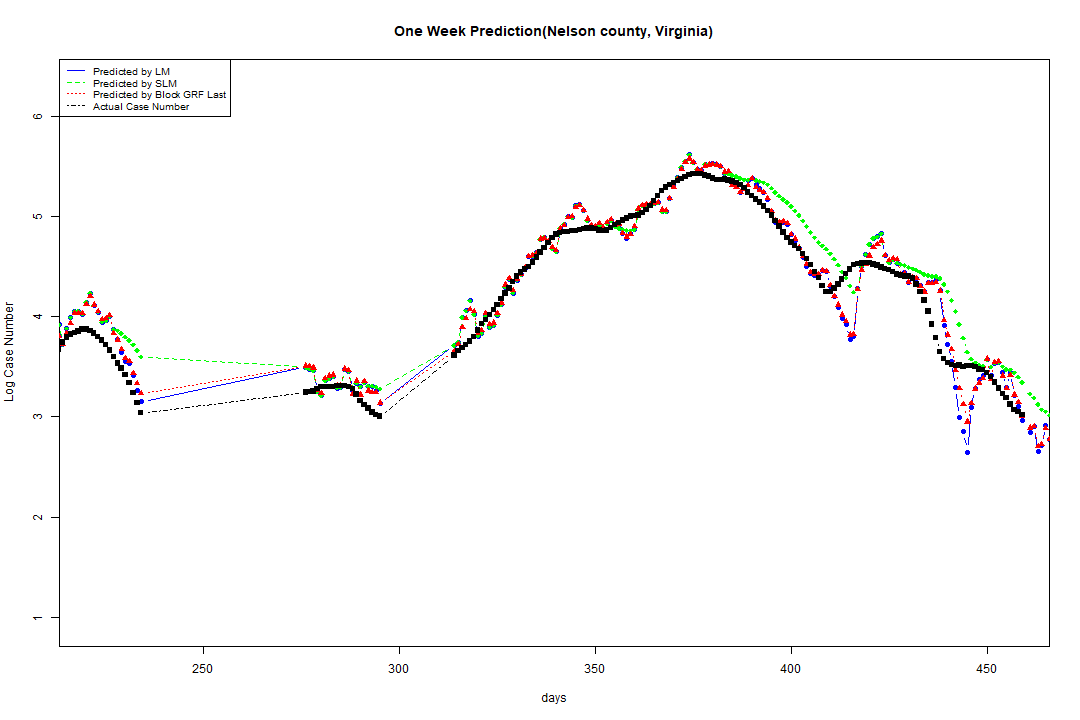 One Week Prediction(Nelson county, Virginia)
Predicted by LM
Predicted by SLM
Predicted by Block GRF Last
Actual Case Number
6
5
4
3
2
1
Log Case Number
250 300 350 400 450
days